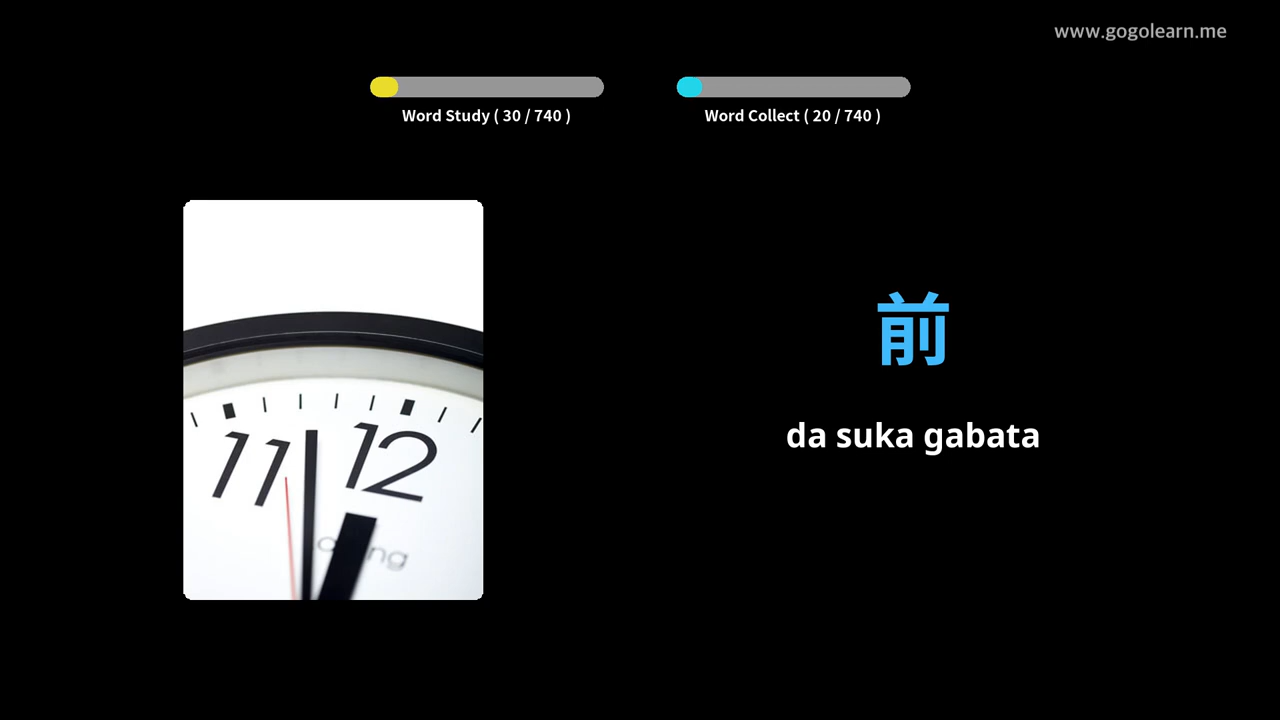 www.gogolearn.me
Word Study ( 30 / 740 )
Word Collect ( 20 / 740 )
11 12
前
da suka gabata